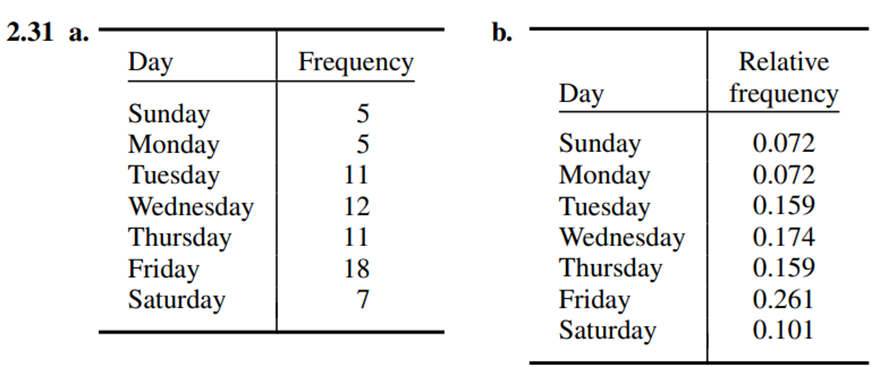 2.31 a.
Day Frequency
Sunday 5
Monday 5
Tuesday 11
Wednesday 12
Thursday 11
Friday 18
Saturday 7
b.
Relative
Day frequency
Sunday 0.072
Monday 0.072
Tuesday 0.159
Wednesday 0.174
Thursday 0.159
Friday 0.261
Saturday 0.101